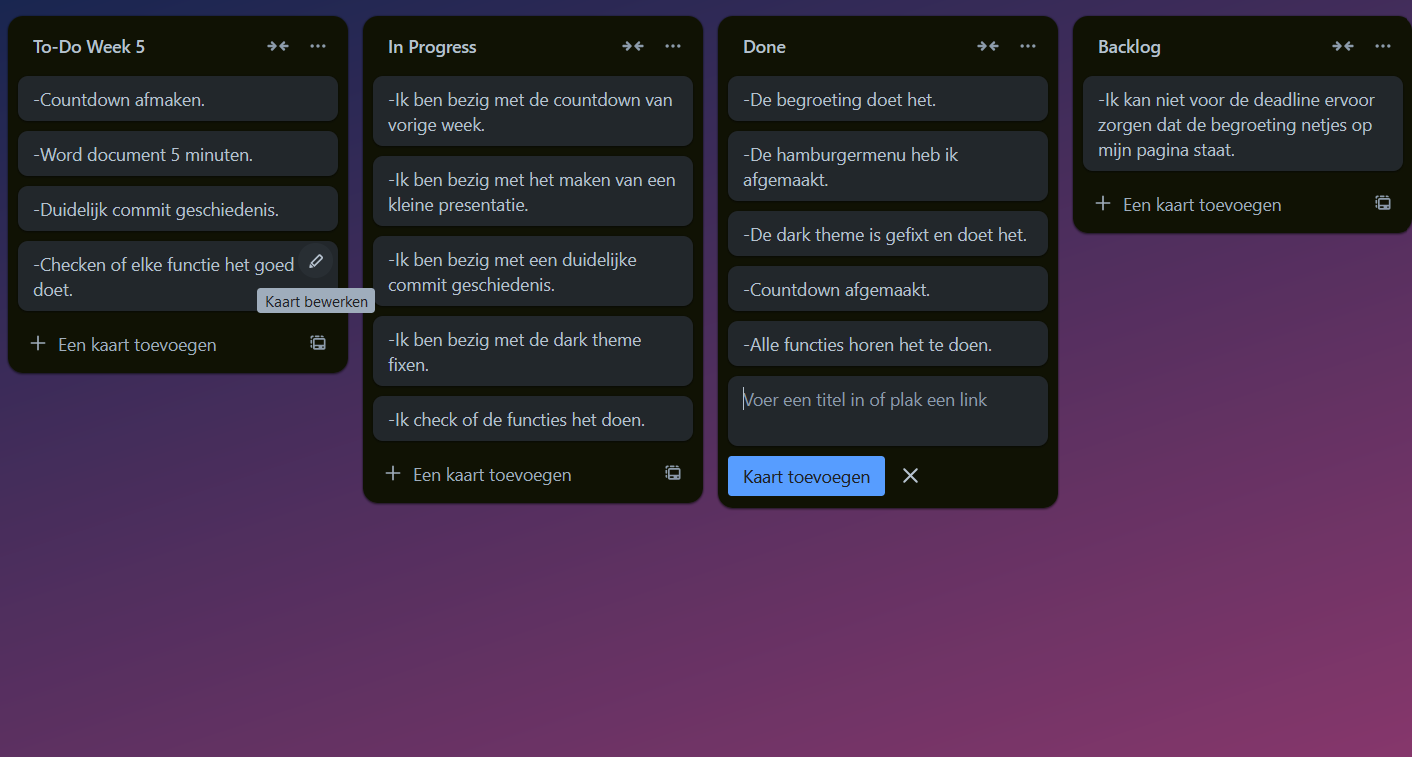 To-Do Week 5
-Countdown afmaken.
-Word document 5 minuten.
-Duidelijk commit geschiedenis.
-Checken of elke functie het goed
doet.
Kaart bewerken
Een kaart toevoegen
In Progress
-Ik ben bezig met de countdown van
vorige week.
-Ik ben bezig met het maken van een
kleine presentatie.
-Ik ben bezig met een duidelijke
commit geschiedenis.
-Ik ben bezig met de dark theme
fixen.
-Ik check of de functies het doen.
Een kaart toevoegen
Done
-De begroeting doet het.
-De hamburgermenu heb ik
afgemaakt.
-De dark theme is gefixt en doet het.
-Countdown afgemaakt.
-Alle functies horen het te doen.
Voer een titel in of plak een link
Kaart toevoegen
Backlog
-Ik kan niet voor de deadline ervoor
zorgen dat de begroeting netjes op
mijn pagina staat.
Een kaart toevoegen